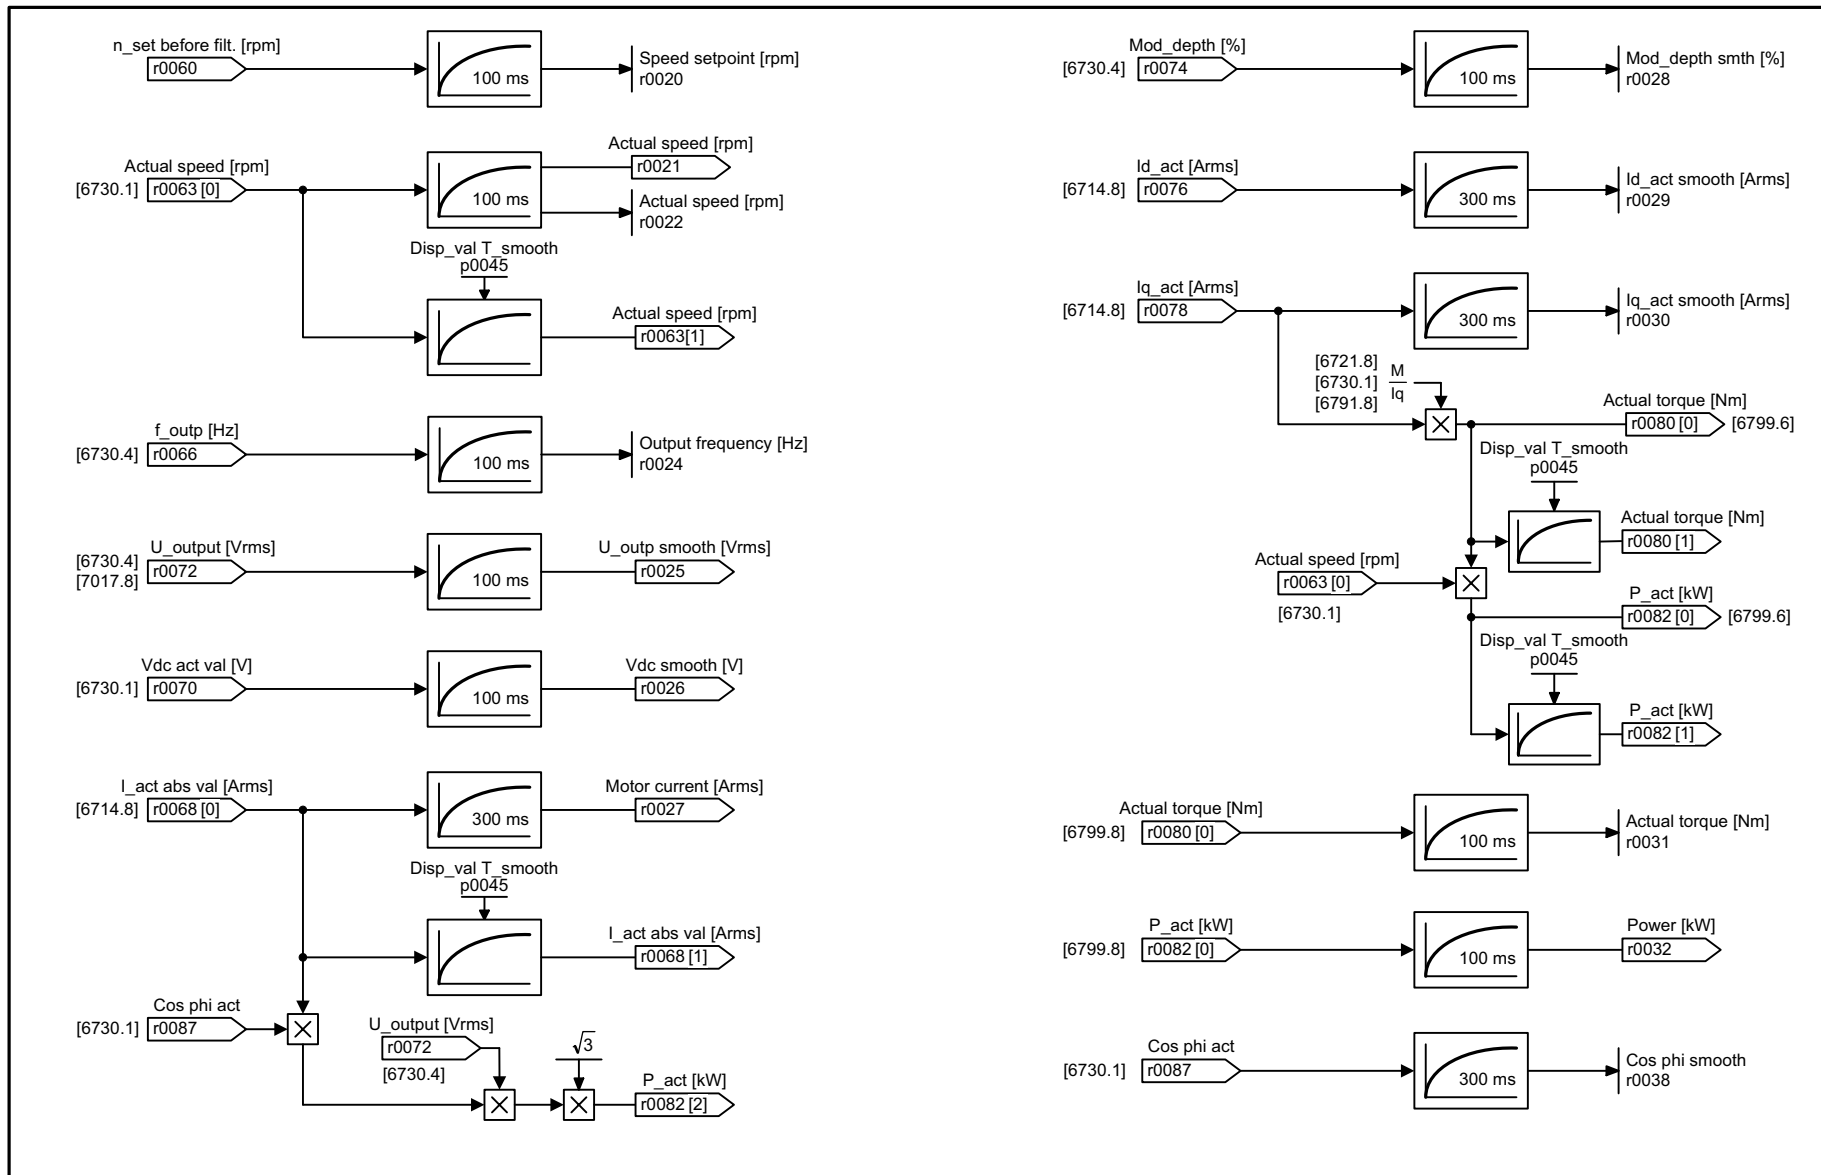 n_set before filt. [rpm]
r0060
100 ms
Speed setpoint [rpm]
r0020
Actual speed [rpm]
[6730.1]
r0063 [0]
100 ms
Actual speed [rpm]
r0021
Actual speed [rpm]
r0022
Disp_val T_smooth
p0045
Actual speed [rpm]
r0063[1]
f_outp [Hz]
[6730.4]
r0066
100 ms
Output frequency [Hz]
r0024
[6730.4]
[7017.8]
U_output [Vrms]
r0072
100 ms
U_outp smooth [Vrms]
r0025
Vdc act val [V]
[6730.1]
r0070
100 ms
Vdc smooth [V]
r0026
I_act abs val [Arms]
[6714.8]
r0068 [0]
300 ms
Motor current [Arms]
r0027
Disp_val T_smooth
p0045
I_act abs val [Arms]
r0068 [1]
Cos phi act
[6730.1]
r0087
U_output [Vrms]
r0072
[6730.4]
√3
P_act [kW]
r0082 [2]
Mod_depth [%]
[6730.4]
r0074
100 ms
Mod_depth smth [%]
r0028
Id_act [Arms]
[6714.8]
r0076
300 ms
Id_act smooth [Arms]
r0029
Iq_act [Arms]
[6714.8]
r0078
300 ms
Iq_act smooth [Arms]
r0030
[6721.8]
[6730.1]
[6791.8]
M
Iq
Actual torque [Nm]
r0080 [0]
[6799.6]
Disp_val T_smooth
p0045
Actual torque [Nm]
r0080 [1]
Actual speed [rpm]
r0063 [0]
[6730.1]
P_act [kW]
r0082 [0]
[6799.6]
Disp_val T_smooth
p0045
P_act [kW]
r0082 [1]
Actual torque [Nm]
[6799.8]
r0080 [0]
100 ms
Actual torque [Nm]
r0031
P_act [kW]
[6799.8]
r0082 [0]
100 ms
Power [kW]
r0032
Cos phi act
[6730.1]
r0087
300 ms
Cos phi smooth
r0038